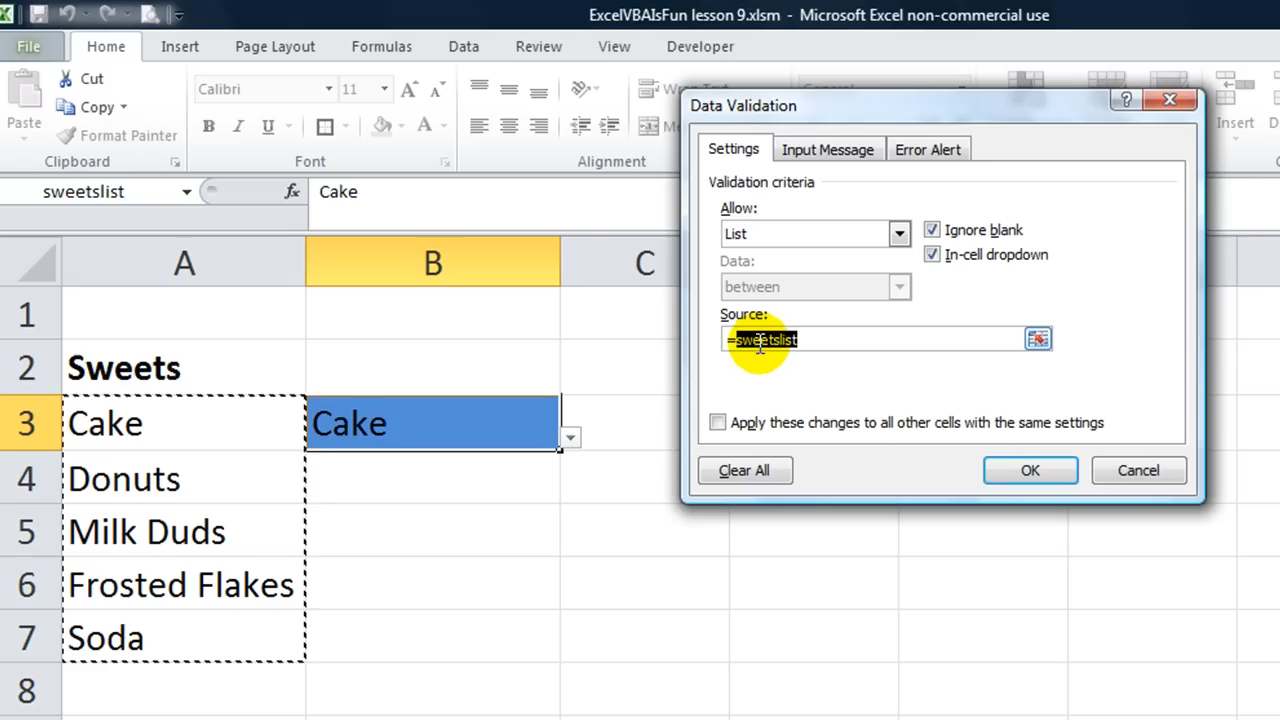 ExcelVBAIsFun lesson 9.xlsm - Microsoft Excel non-commercial use
File Home Insert Page Layout Formulas Data Review View Developer
Paste
Cut
Copy
Format Painter
Clipboard
Calibri 11
A A
B I U A
Font
Alignment
Insert
sweetslist fx Cake
A B C
1
2 Sweets
3 Cake Cake
4 Donuts
5 Milk Duds
6 Frosted Flakes
7 Soda
8
Data Validation ?
Settings Input Message Error Alert
Validation criteria
Allow:
List Ignore blank
Data: In-cell dropdown
between
Source:
=sweetslist
Apply these changes to all other cells with the same settings
Clear All OK Cancel